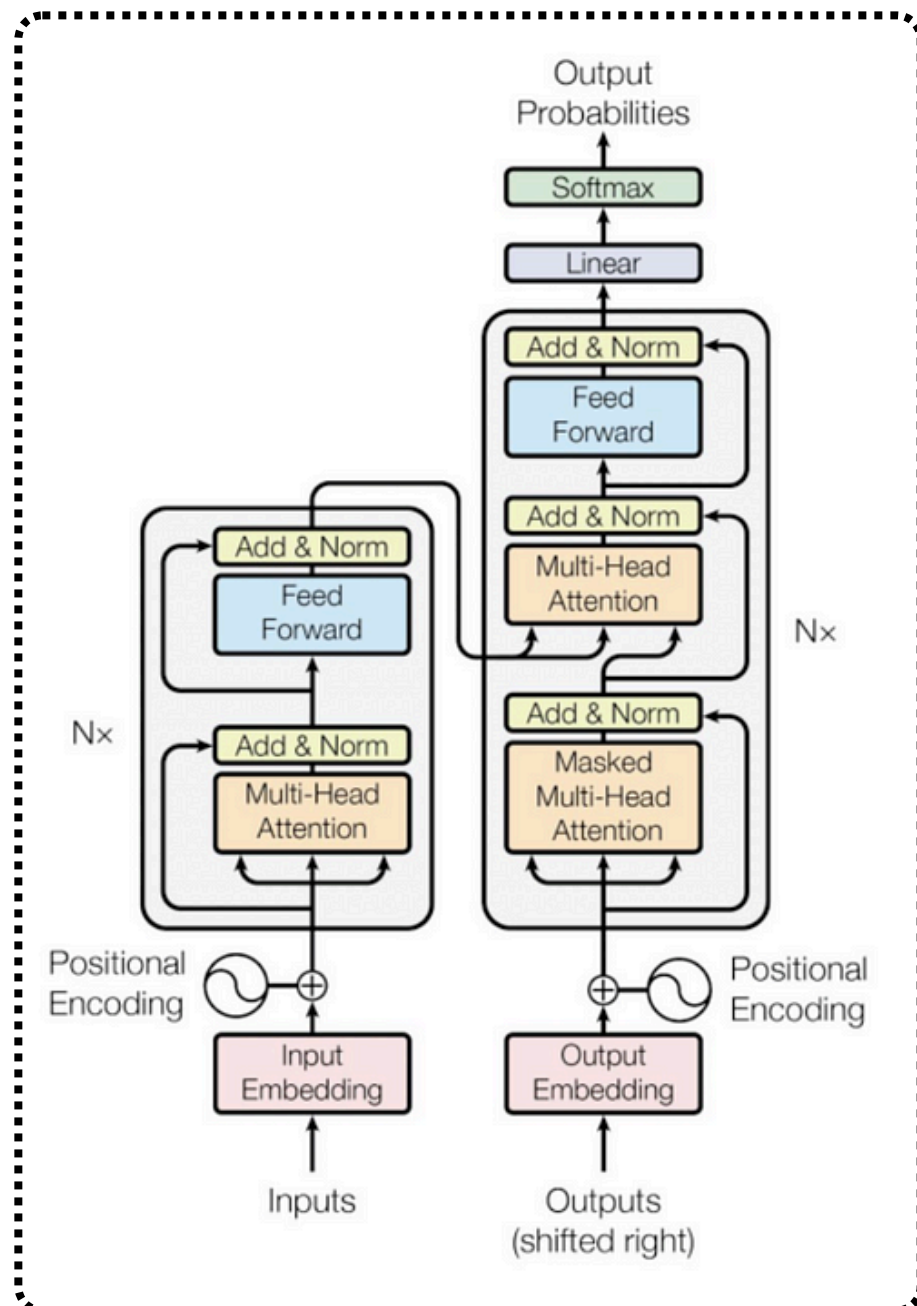 Output
Probabilities
Softmax
Linear
Add & Norm
Feed
Forward
Add & Norm
Multi-Head
Attention
Add & Norm
Masked
Multi-Head
Attention
Nx
Positional
Encoding
Output
Embedding
Outputs
(shifted right)
Add & Norm
Feed
Forward
Add & Norm
Multi-Head
Attention
Nx
Positional
Encoding
Input
Embedding
Inputs